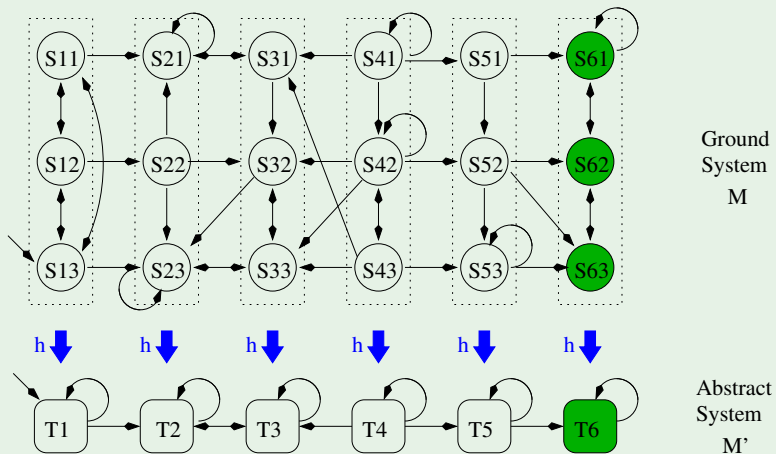 S11 S21 S31 S41 S51 S61
S12 S22 S32 S42 S52 S62
S13 S23 S33 S43 S53 S63
Ground
System
M
h h h h h h
T1 T2 T3 T4 T5 T6
Abstract
System
M'